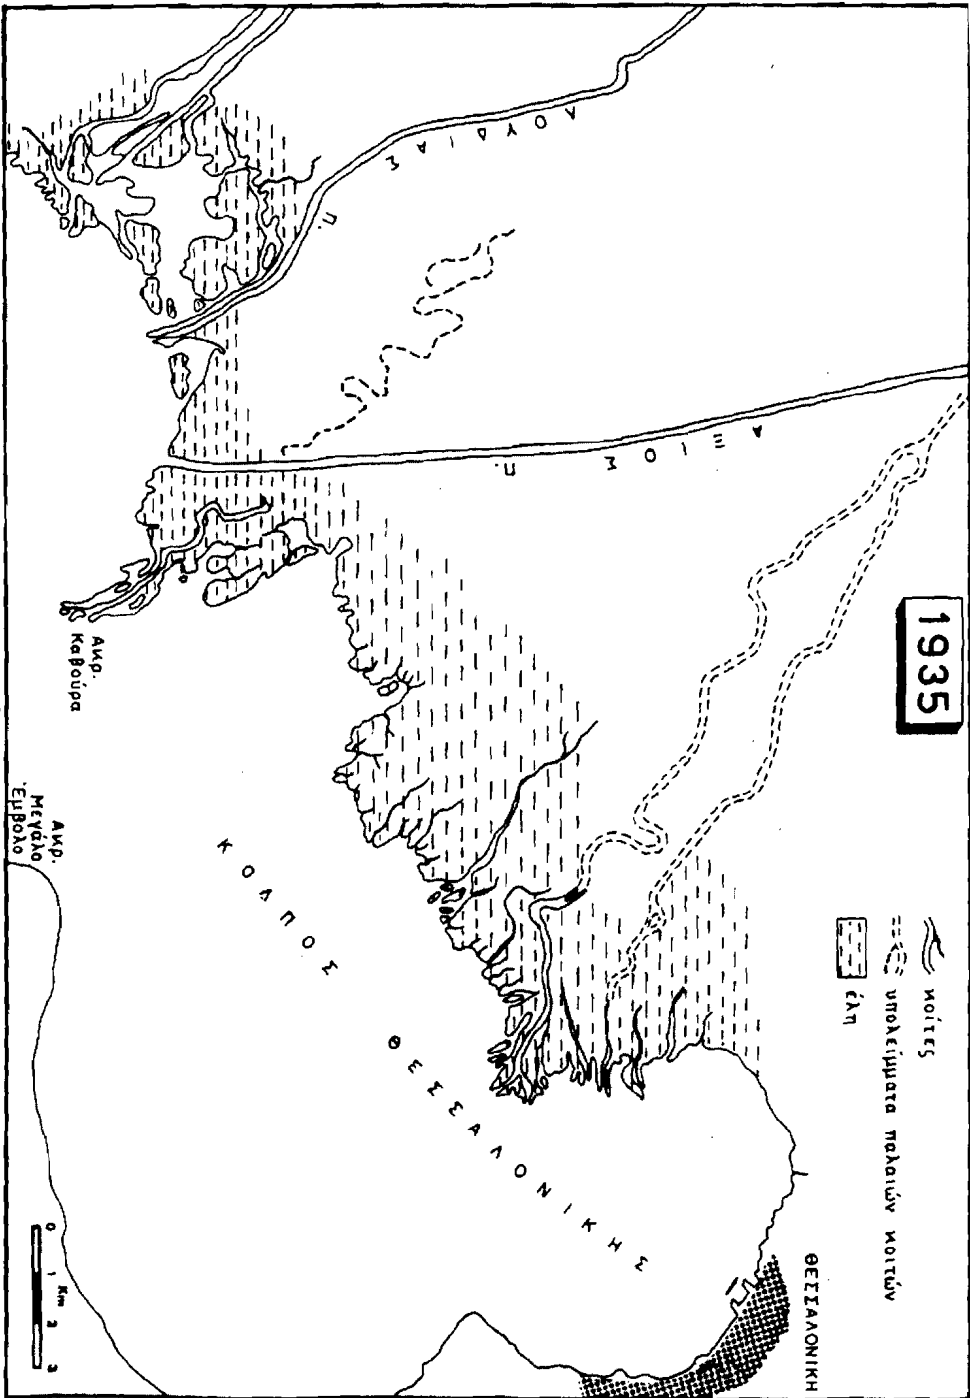 1935
κοίτες
υπολείμματα παλαιών κοιτών
έλη
ΛΟΥΔΙΑΣ Π.
ΑΞΙΟΣ Π.
Ακρ.
Καβούρα
Ακρ.
Μεγάλο
Έμβολο
ΚΟΛΠΟΣ ΘΕΣΣΑΛΟΝΙΚΗΣ
ΘΕΣΣΑΛΟΝΙΚΗ
0 1 2 3
Km